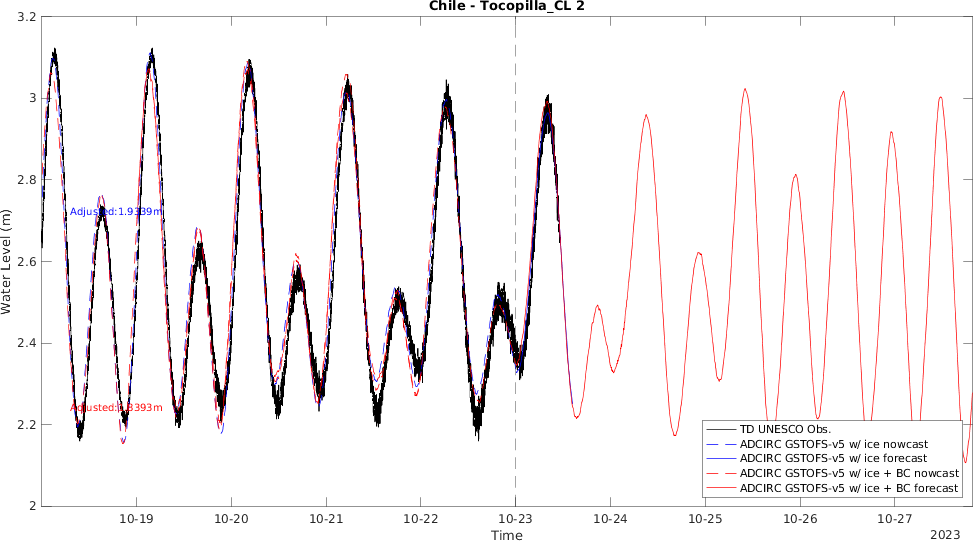 Chile - Tocopilla_CL 2
3.2
3
2.8
2.6
2.4
2.2
2
Water Level (m)
Adjusted:1.9339m
10-19
10-20
10-21
10-22
10-23
10-24
10-25
10-26
10-27
Time
2023
TD UNESCO Obs.
ADCIRC GSTOFS-v5 w/ ice nowcast
ADCIRC GSTOFS-v5 w/ ice forecast
ADCIRC GSTOFS-v5 w/ ice + BC nowcast
ADCIRC GSTOFS-v5 w/ ice + BC forecast